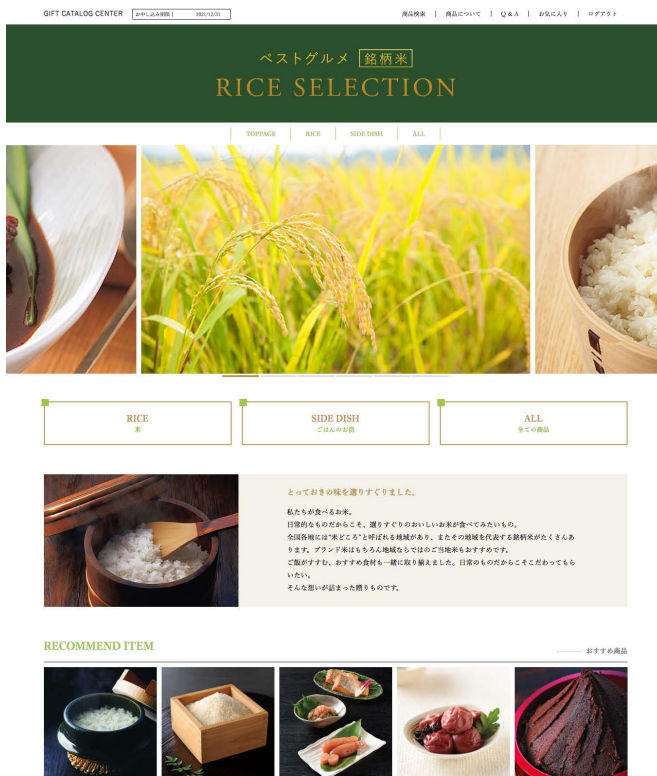 GIFT CATALOG CENTER
お申し込み期限 | 2021/12/31
商品検索 | 商品について | Q & A | お気に入り | ログアウト
ベストグルメ 銘柄米
RICE SELECTION
TOPPAGE | RICE | SIDE DISH | ALL
RICE
米
SIDE DISH
ごはんのお供
ALL
全ての商品
とっておきの味を選りすぐりました。
私たちが食べるお米。
日常的なものだからこそ、選りすぐりのおいしいお米が食べてみたいもの。
全国各地には“米どころ”と呼ばれる地域があり、またその地域を代表する銘柄米がたくさんあ
ります。ブランド米はもちろん地域ならではのご当地米もおすすめです。
ご飯がすすむ、おすすめ食材も一緒に取り揃えました。日常のものだからこそこだわってもら
いたい。
そんな想いが詰まった贈りものです。
RECOMMEND ITEM
おすすめ商品